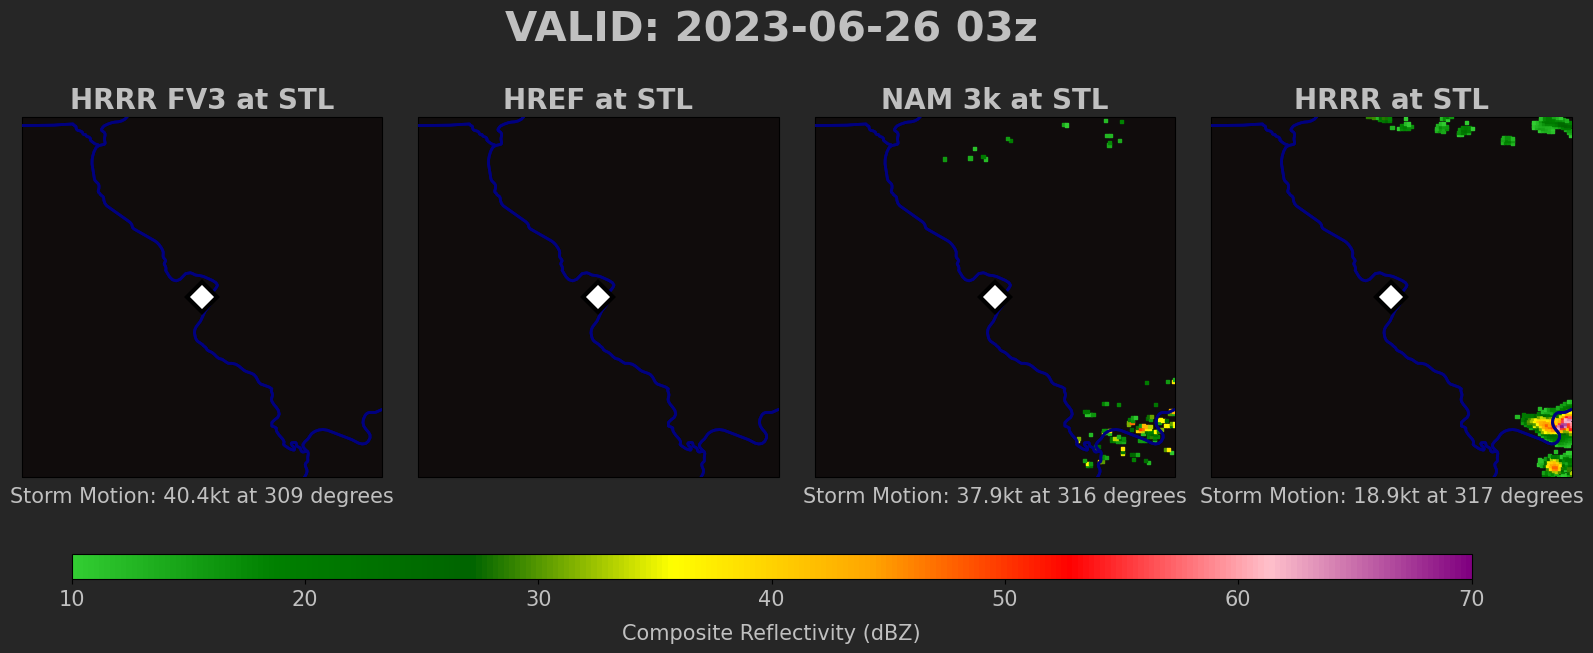 VALID: 2023-06-26 03z
HRRR FV3 at STL
HREF at STL
NAM 3k at STL
HRRR at STL
Storm Motion: 40.4kt at 309 degrees
Storm Motion: 37.9kt at 316 degrees
Storm Motion: 18.9kt at 317 degrees
10 20 30 40 50 60 70
Composite Reflectivity (dBZ)